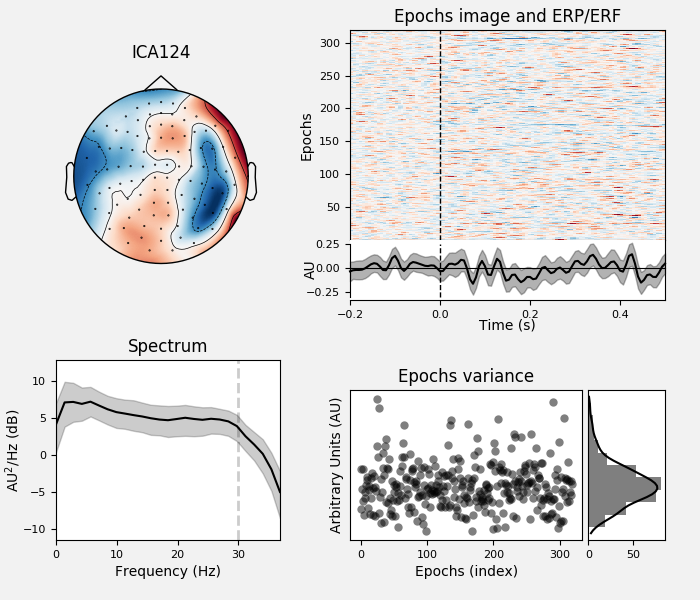 ICA124
Epochs image and ERP/ERF
Epochs
300
250
200
150
100
50
AU
0.25
0.00
−0.25
−0.2
0.0
0.2
0.4
Time (s)
Spectrum
AU²/Hz (dB)
10
5
0
−5
−10
0
10
20
30
Frequency (Hz)
Epochs variance
Arbitrary Units (AU)
0
100
200
300
Epochs (index)
0
50